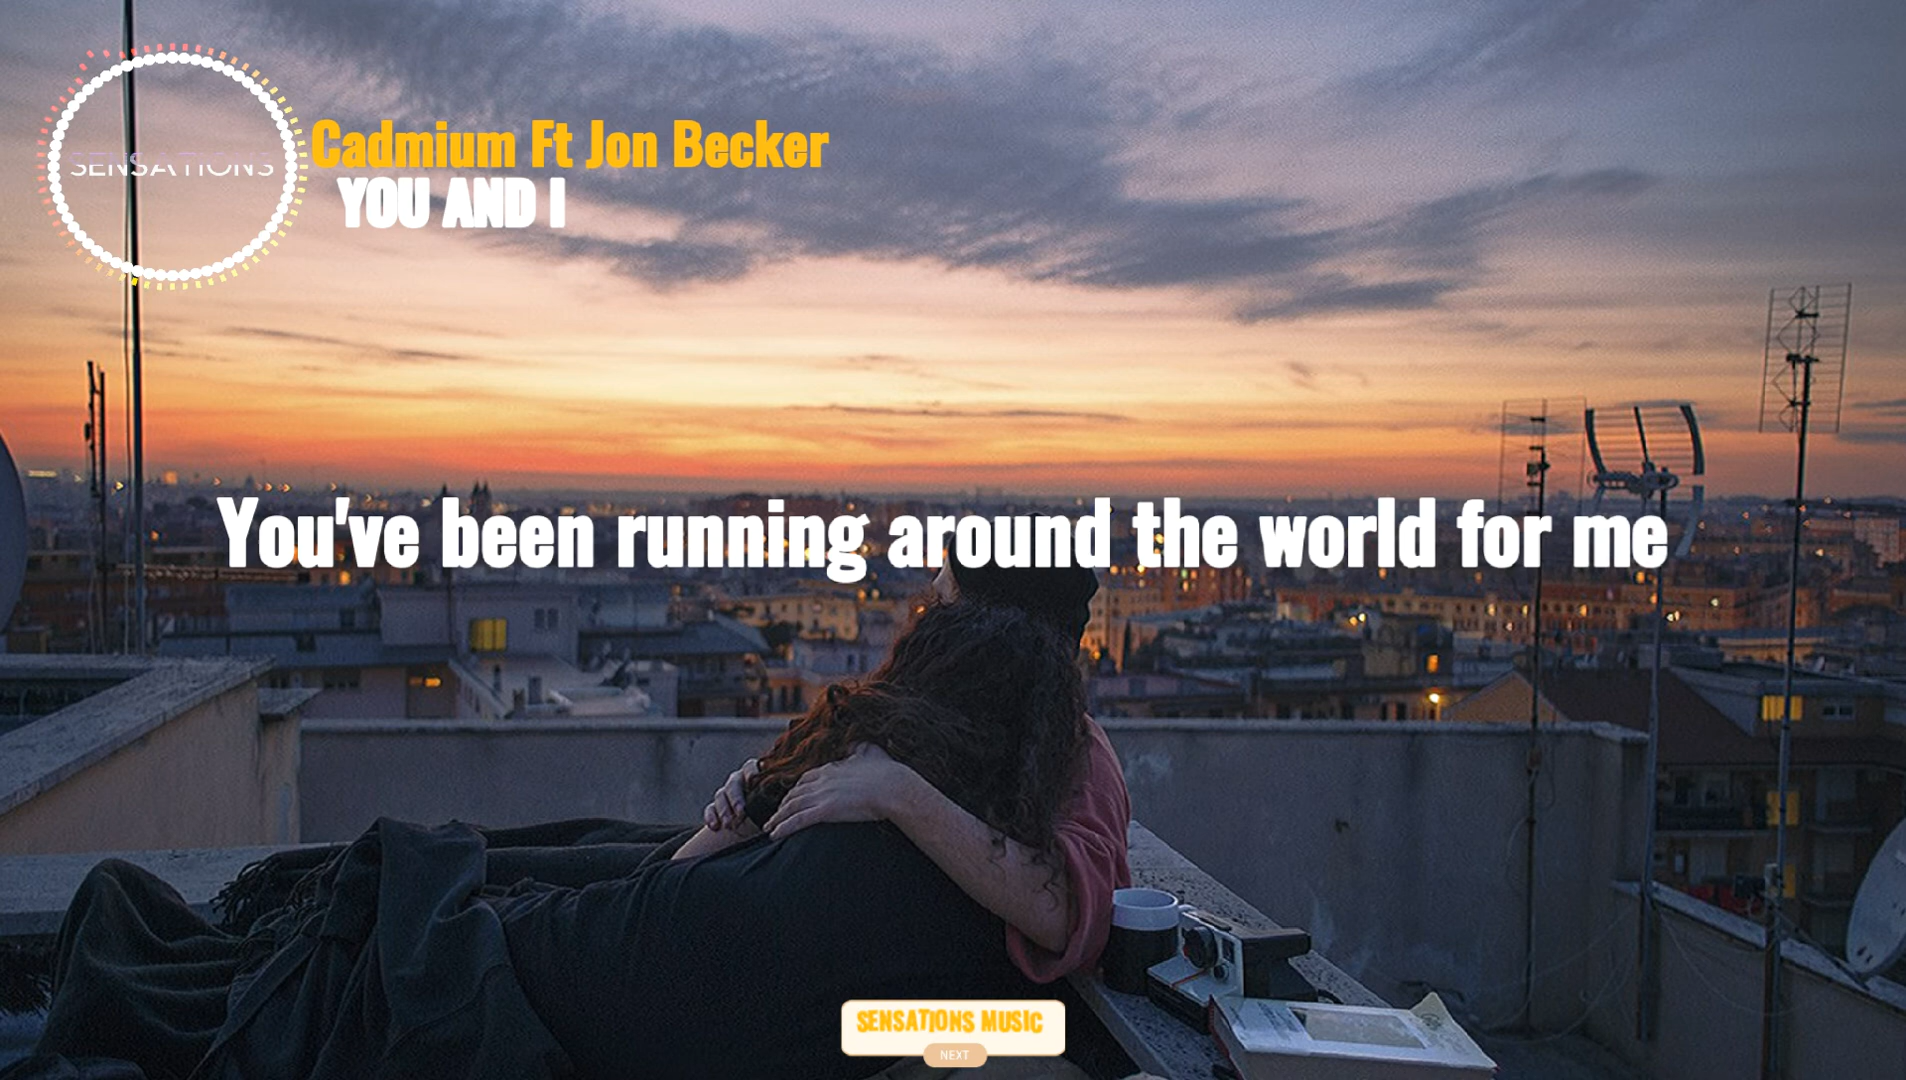 SENSATIONS
Cadmium Ft Jon Becker
YOU AND I
You've been running around the world for me
SENSATIONS MUSIC
NEXT